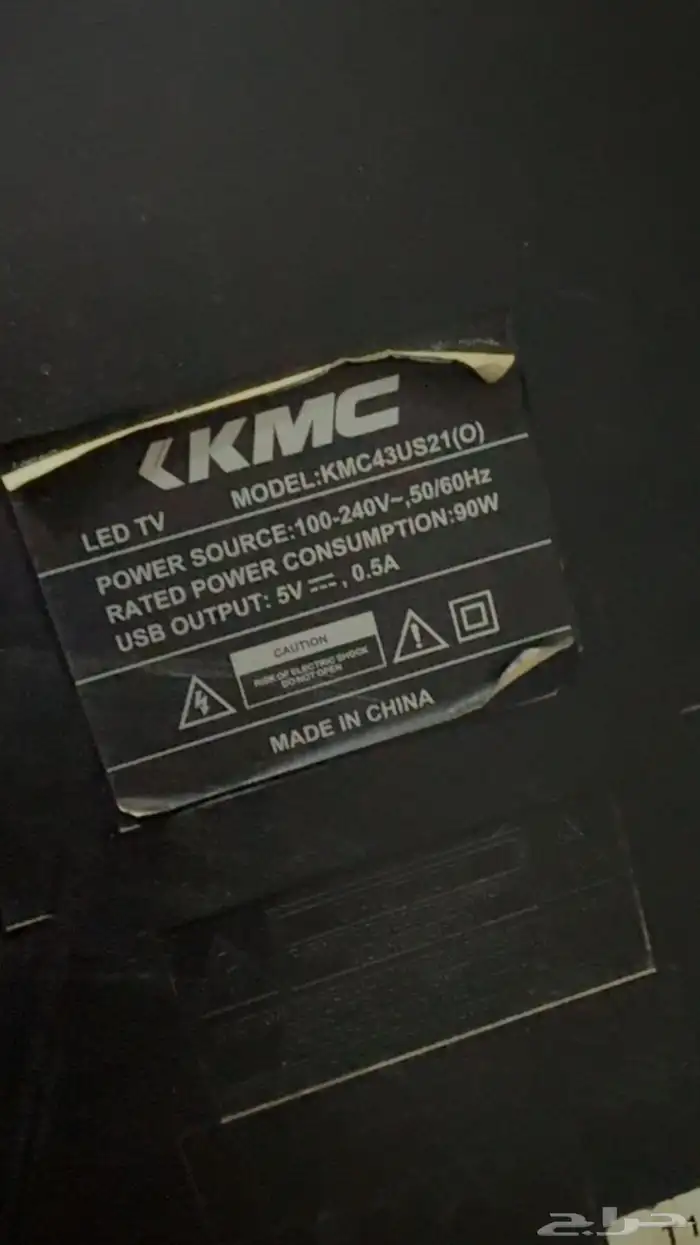 KMC
LED TV MODEL:KMC43US21(O)
POWER SOURCE:100-240V~,50/60Hz
RATED POWER CONSUMPTION:90W
USB OUTPUT: 5V ⎓, 0.5A
CAUTION
RISK OF ELECTRIC SHOCK
DO NOT OPEN
MADE IN CHINA
حراج